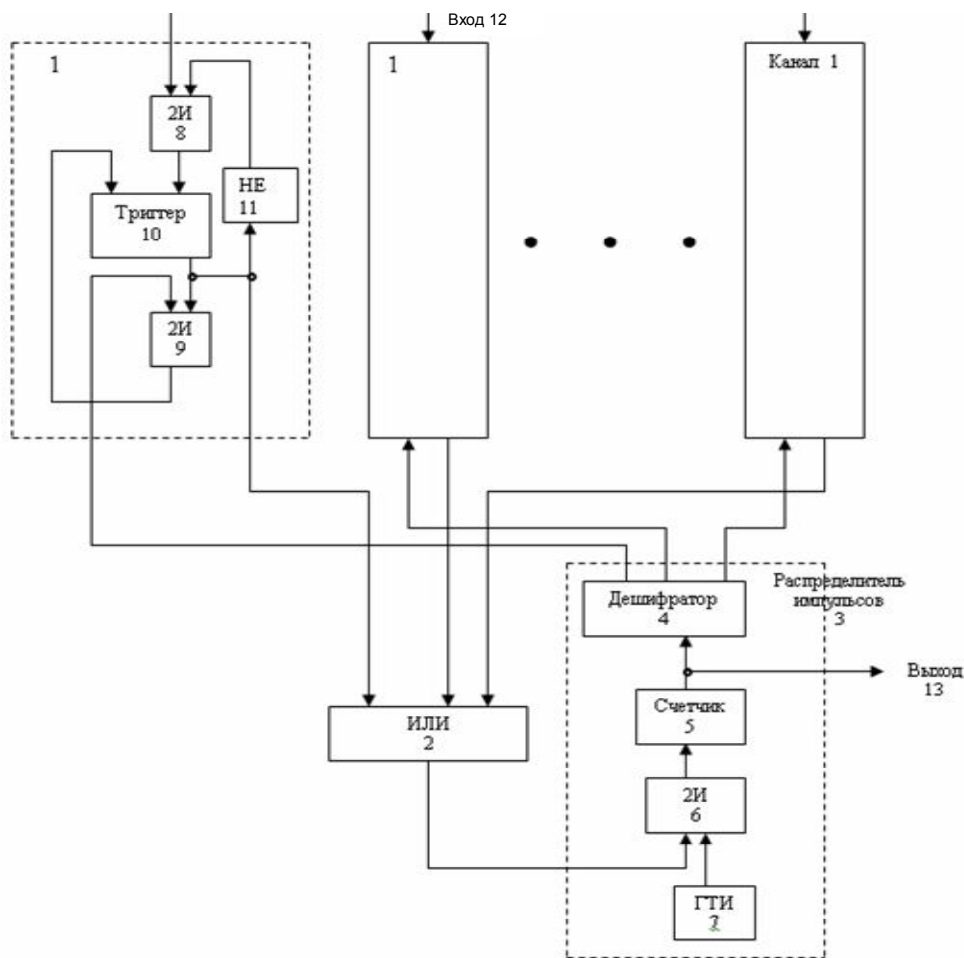 Вход 12
1
1
Канал 1
2И
8
НЕ
11
Триггер
10
2И
9
Дешифратор
4
Распределитель
импульсов
3
Выход
13
Счетчик
5
ИЛИ
2
2И
6
ГТИ
7